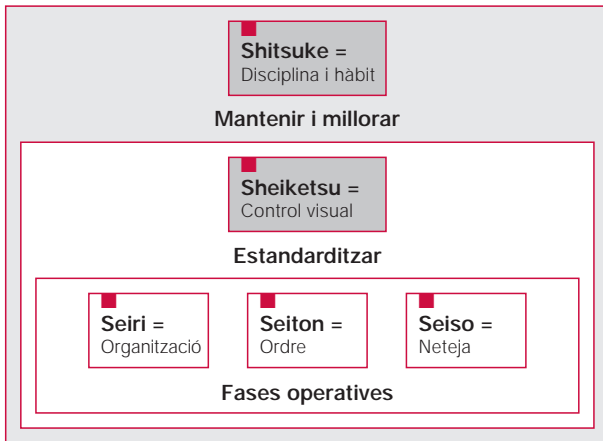 Shitsuke =
Disciplina i hàbit
Mantenir i millorar
Sheiketsu =
Control visual
Estandarditzar
Seiri =
Organització
Seiton =
Ordre
Seiso =
Neteja
Fases operatives